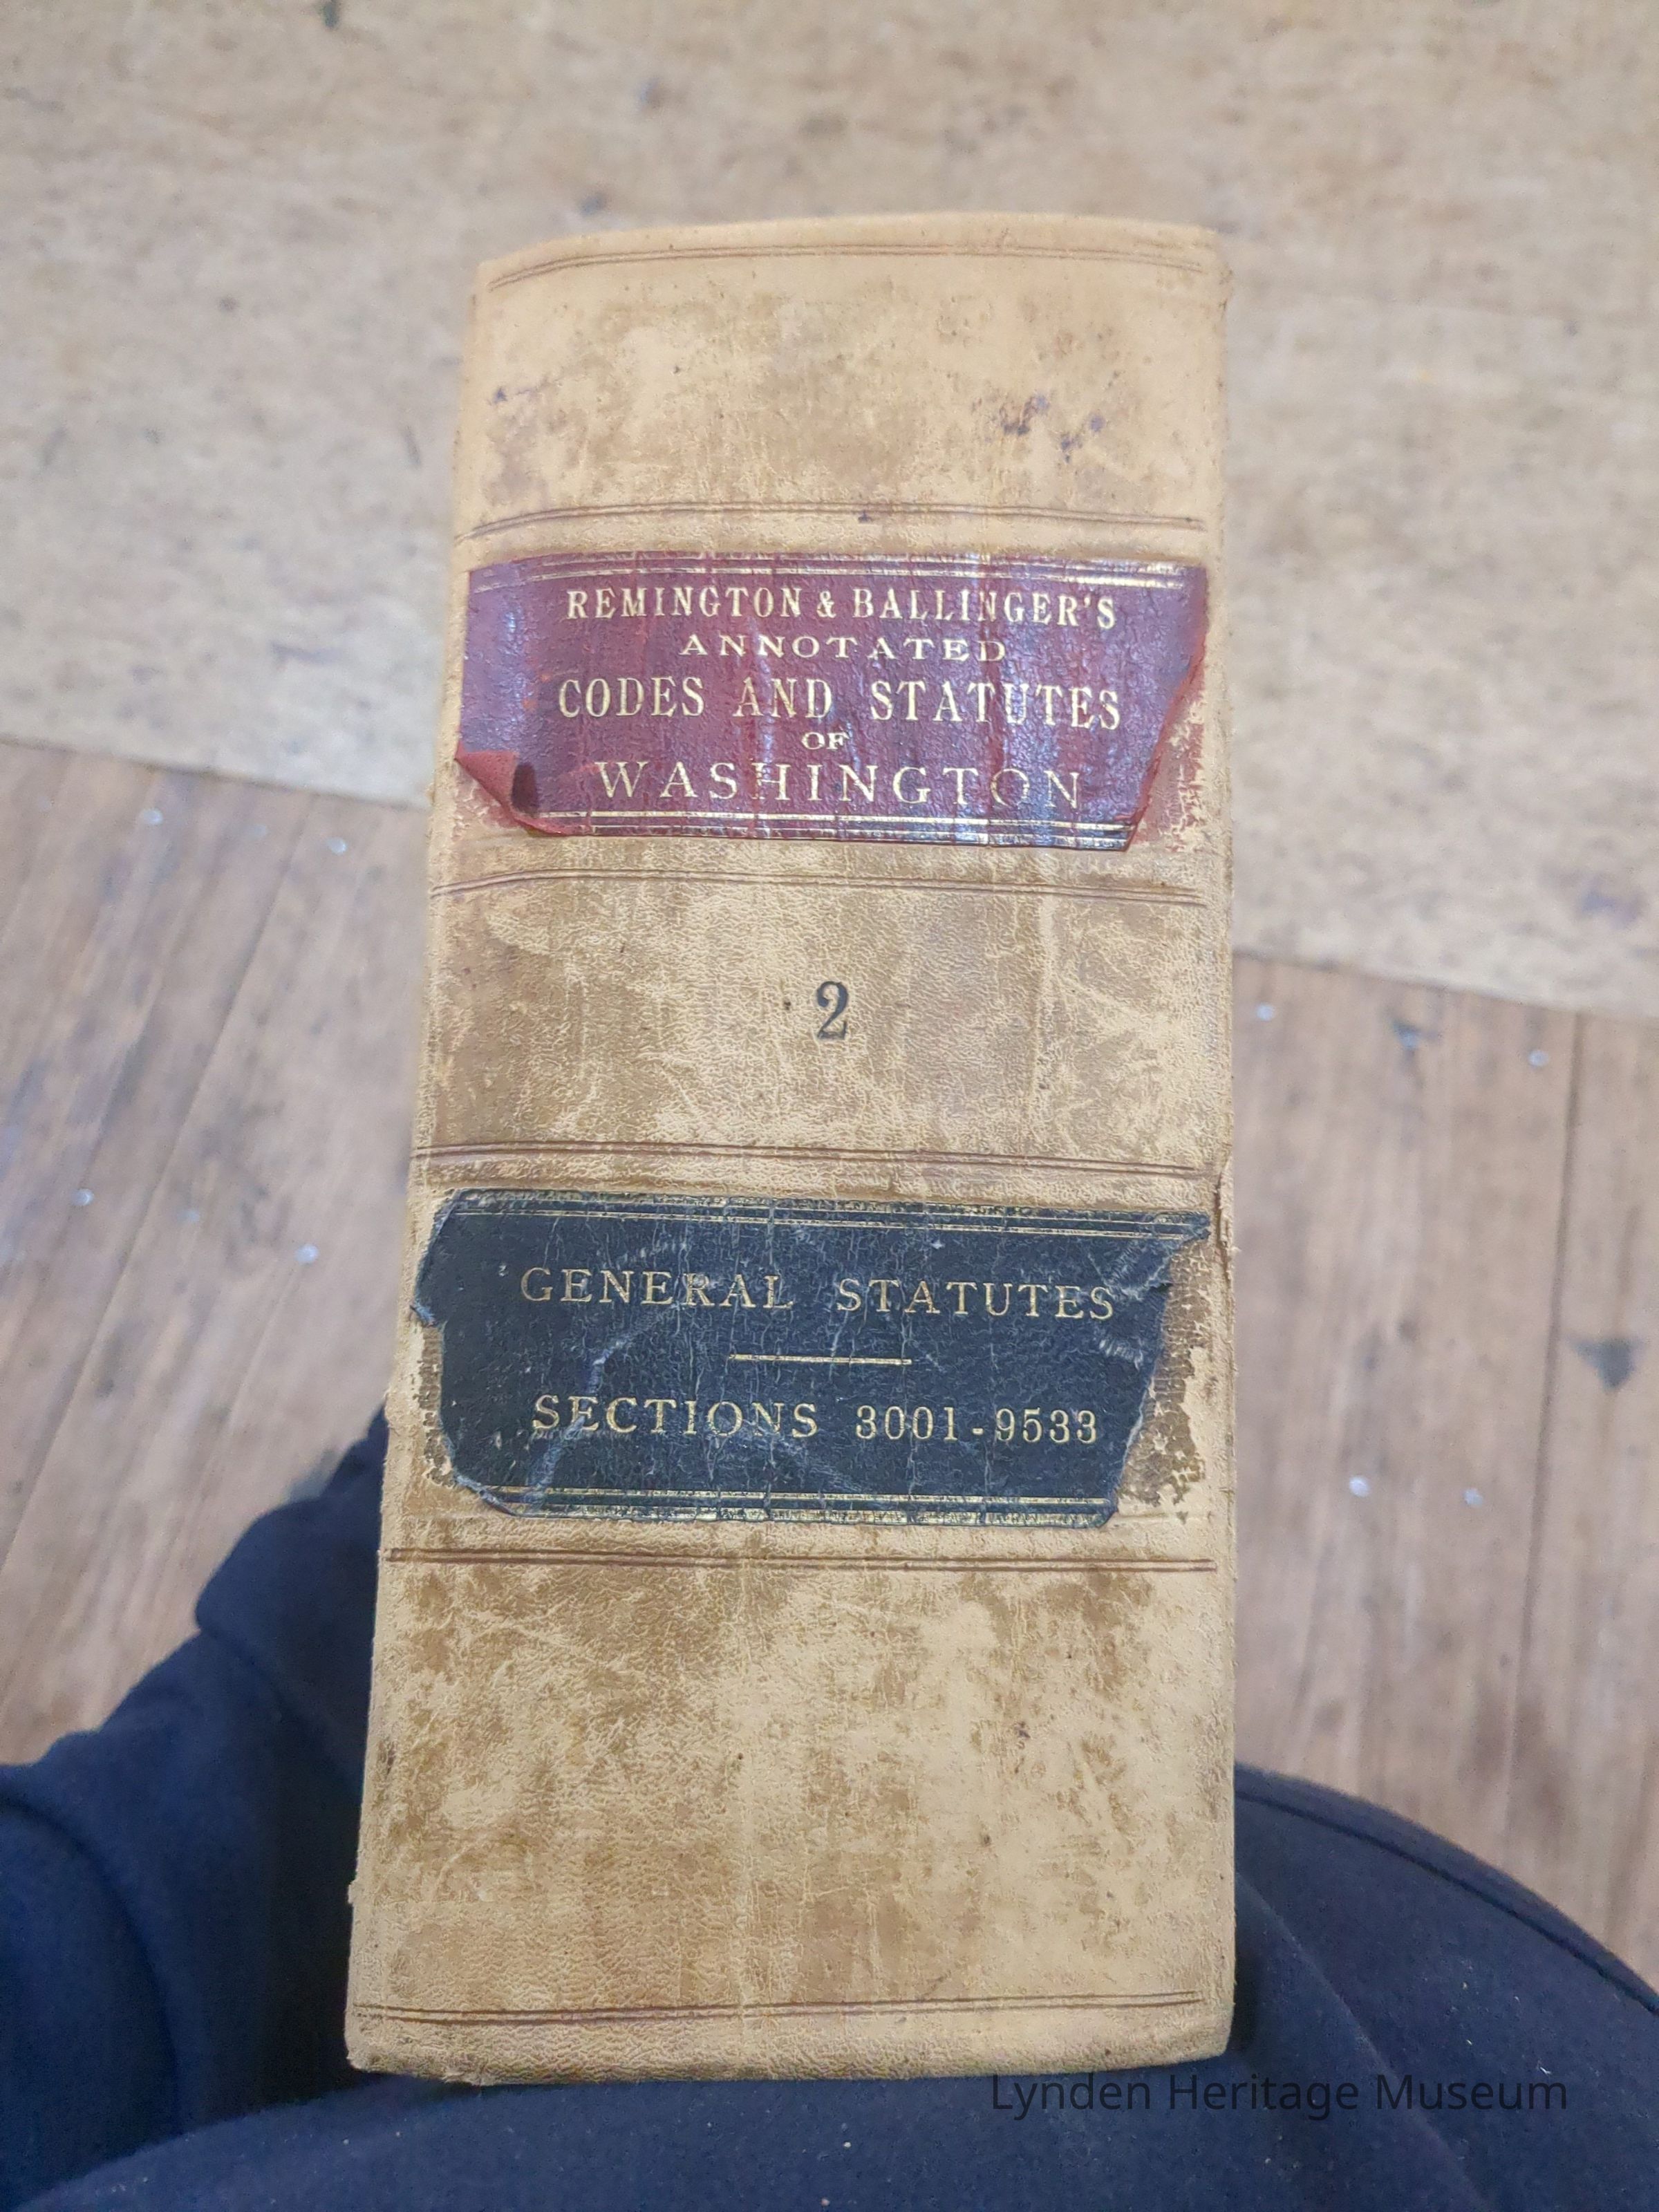 REMINGTON & BALLINGER'S
ANNOTATED
CODES AND STATUTES
OF
WASHINGTON
2
GENERAL STATUTES
SECTIONS 3001-9533
Lynden Heritage Museum